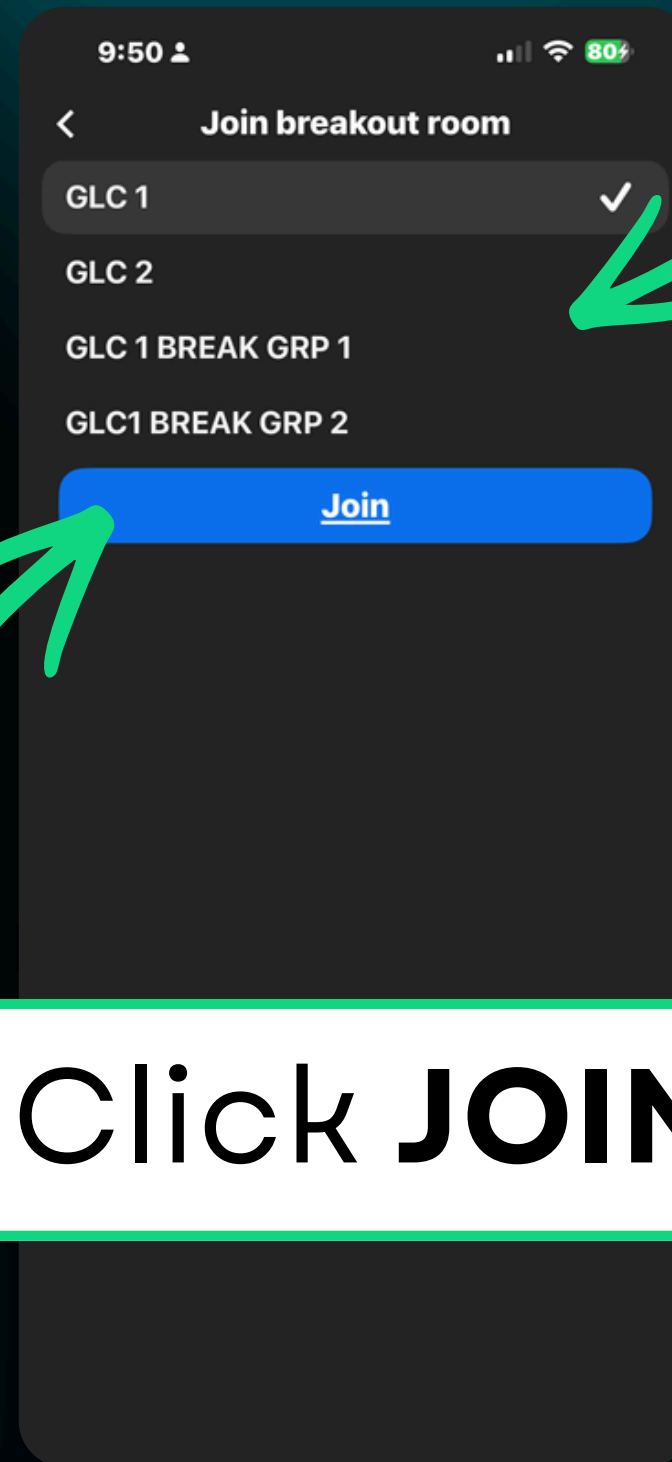 9:50
80
Join breakout room
GLC 1
GLC 2
GLC 1 BREAK GRP 1
GLC1 BREAK GRP 2
Join
Click JOIN